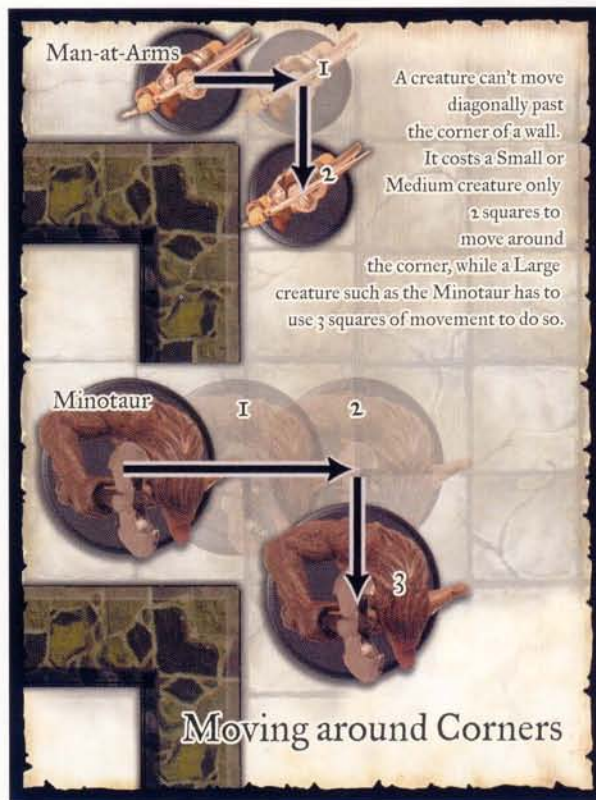 Man-at-Arms
1
2
A creature can't move
diagonally past
the corner of a wall.
It costs a Small or
Medium creature only
2 squares to
move around
the corner, while a Large
creature such as the Minotaur has to
use 3 squares of movement to do so.
Minotaur
1
2
3
Moving around Corners